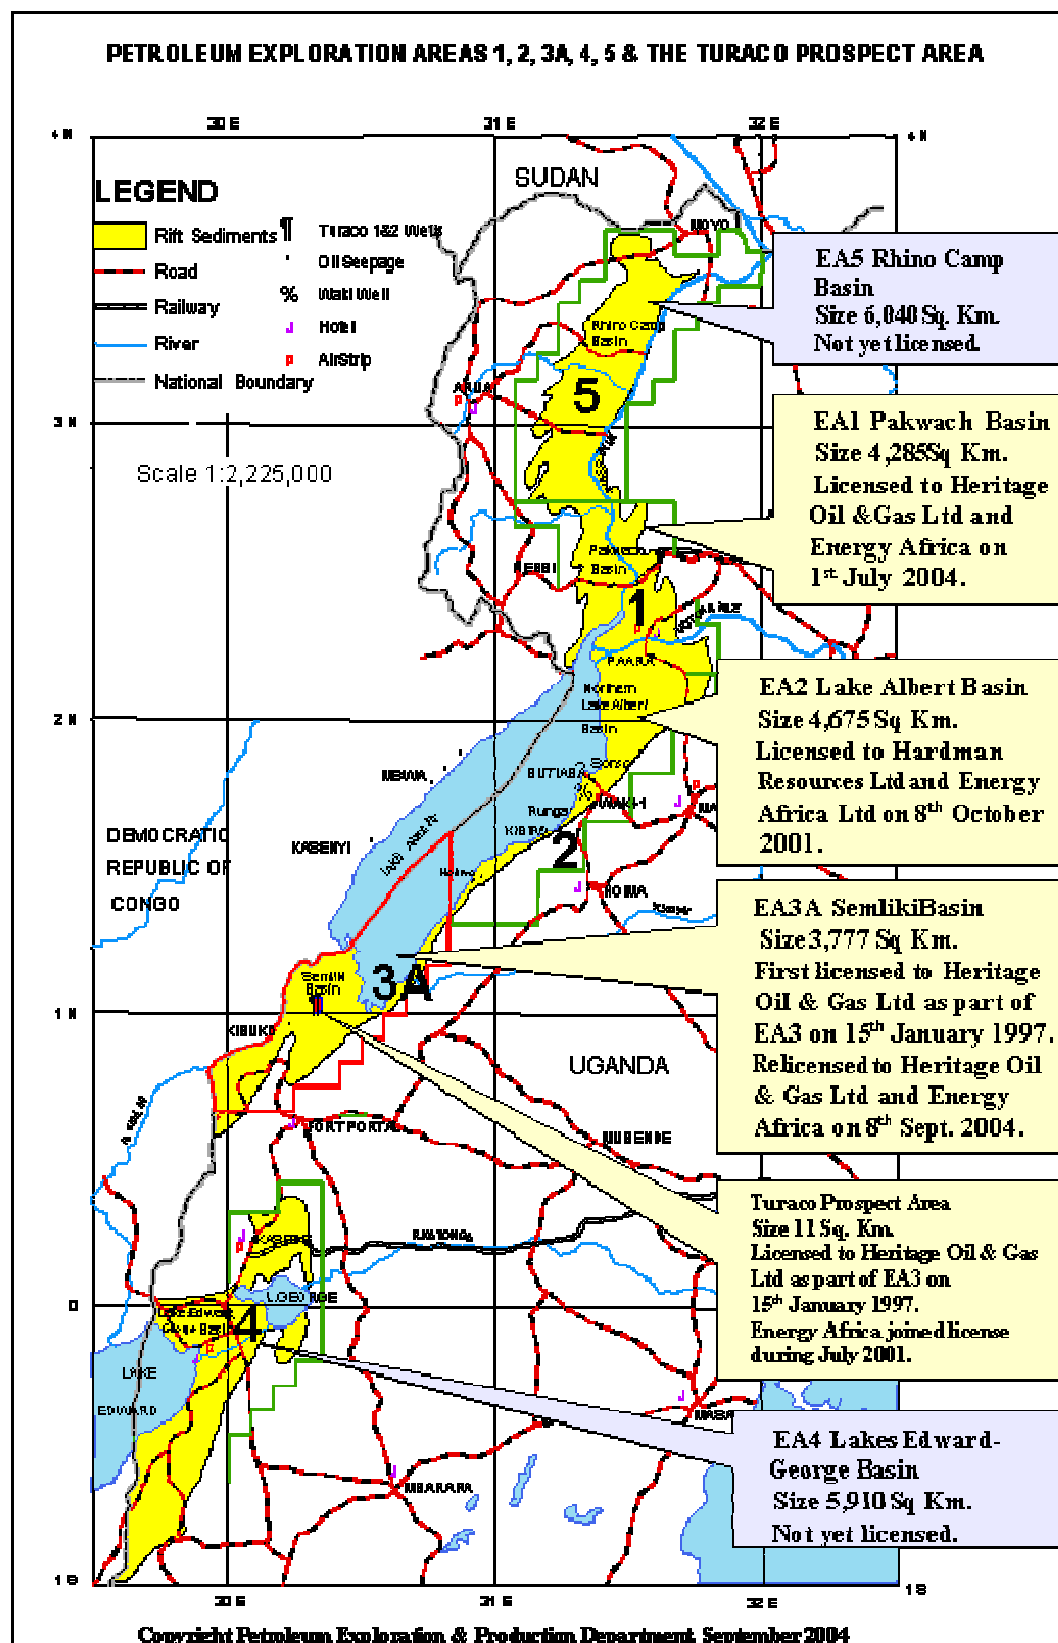 PETROLEUM EXPLORATION AREAS 1, 2, 3A, 4, 5 & THE TURACO PROSPECT AREA
30 E
31 E
32 E
4 N
4 N
SUDAN
LEGEND
Rift Sediments
Road
Railway
River
National Boundary
¶ Turaco 1&2 Wells
Oil Seepage
% Waki Well
Hotel
AirStrip
Scale 1:2,225,000
MOYO
EA5 Rhino Camp
Basin
Size 6,040 Sq. Km.
Not yet licensed.
Rhino Camp
Basin
ARUA
5
3 N
EA1 Pakwach Basin
Size 4,285Sq Km.
Licensed to Heritage
Oil &Gas Ltd and
Energy Africa on
1st July 2004.
Pakwach
Basin
NEBBI
1
PAARA
Northern
Lake Albert
Basin
2 N
EA2 Lake Albert Basin
Size 4,675 Sq Km.
Licensed to Hardman
Resources Ltd and Energy
Africa Ltd on 8th October
2001.
BUTIABA
Runga
2
HOIMA
KABENYI
DEMOCRATIC
REPUBLIC OF
CONGO
EA3A SemlikiBasin
Size 3,777 Sq Km.
First licensed to Heritage
Oil & Gas Ltd as part of
EA3 on 15th January 1997.
Relicensed to Heritage Oil
& Gas Ltd and Energy
Africa on 8th Sept. 2004.
3A
Semliki
Basin
1 N
UGANDA
FORT PORTAL
MUBENDE
Turaco Prospect Area
Size 11 Sq. Km.
Licensed to Heritage Oil & Gas
Ltd as part of EA3 on
15th January 1997.
Energy Africa joined license
during July 2001.
L.GEORGE
0
4
LAKE
EDWARD
MASA
MBARARA
EA4 Lakes Edward-
George Basin
Size 5,910 Sq Km.
Not yet licensed.
1 S
1 S
30 E
31 E
32 E
Copyright Petroleum Exploration & Production Department, September 2004